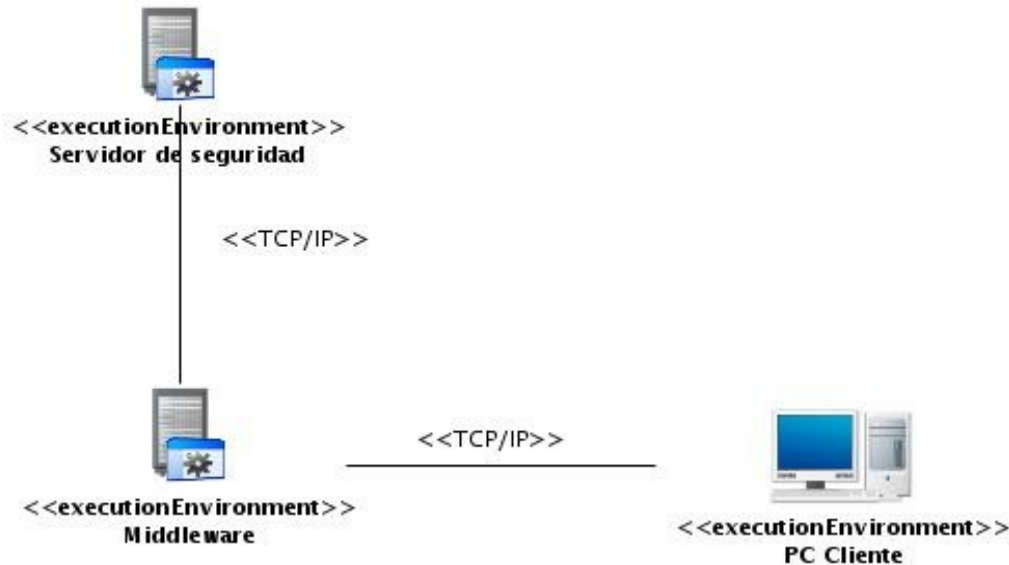 <<executionEnvironment>>
Servidor de seguridad
<<TCP/IP>>
<<TCP/IP>>
<<executionEnvironment>>
Middleware
<<executionEnvironment>>
PC Cliente